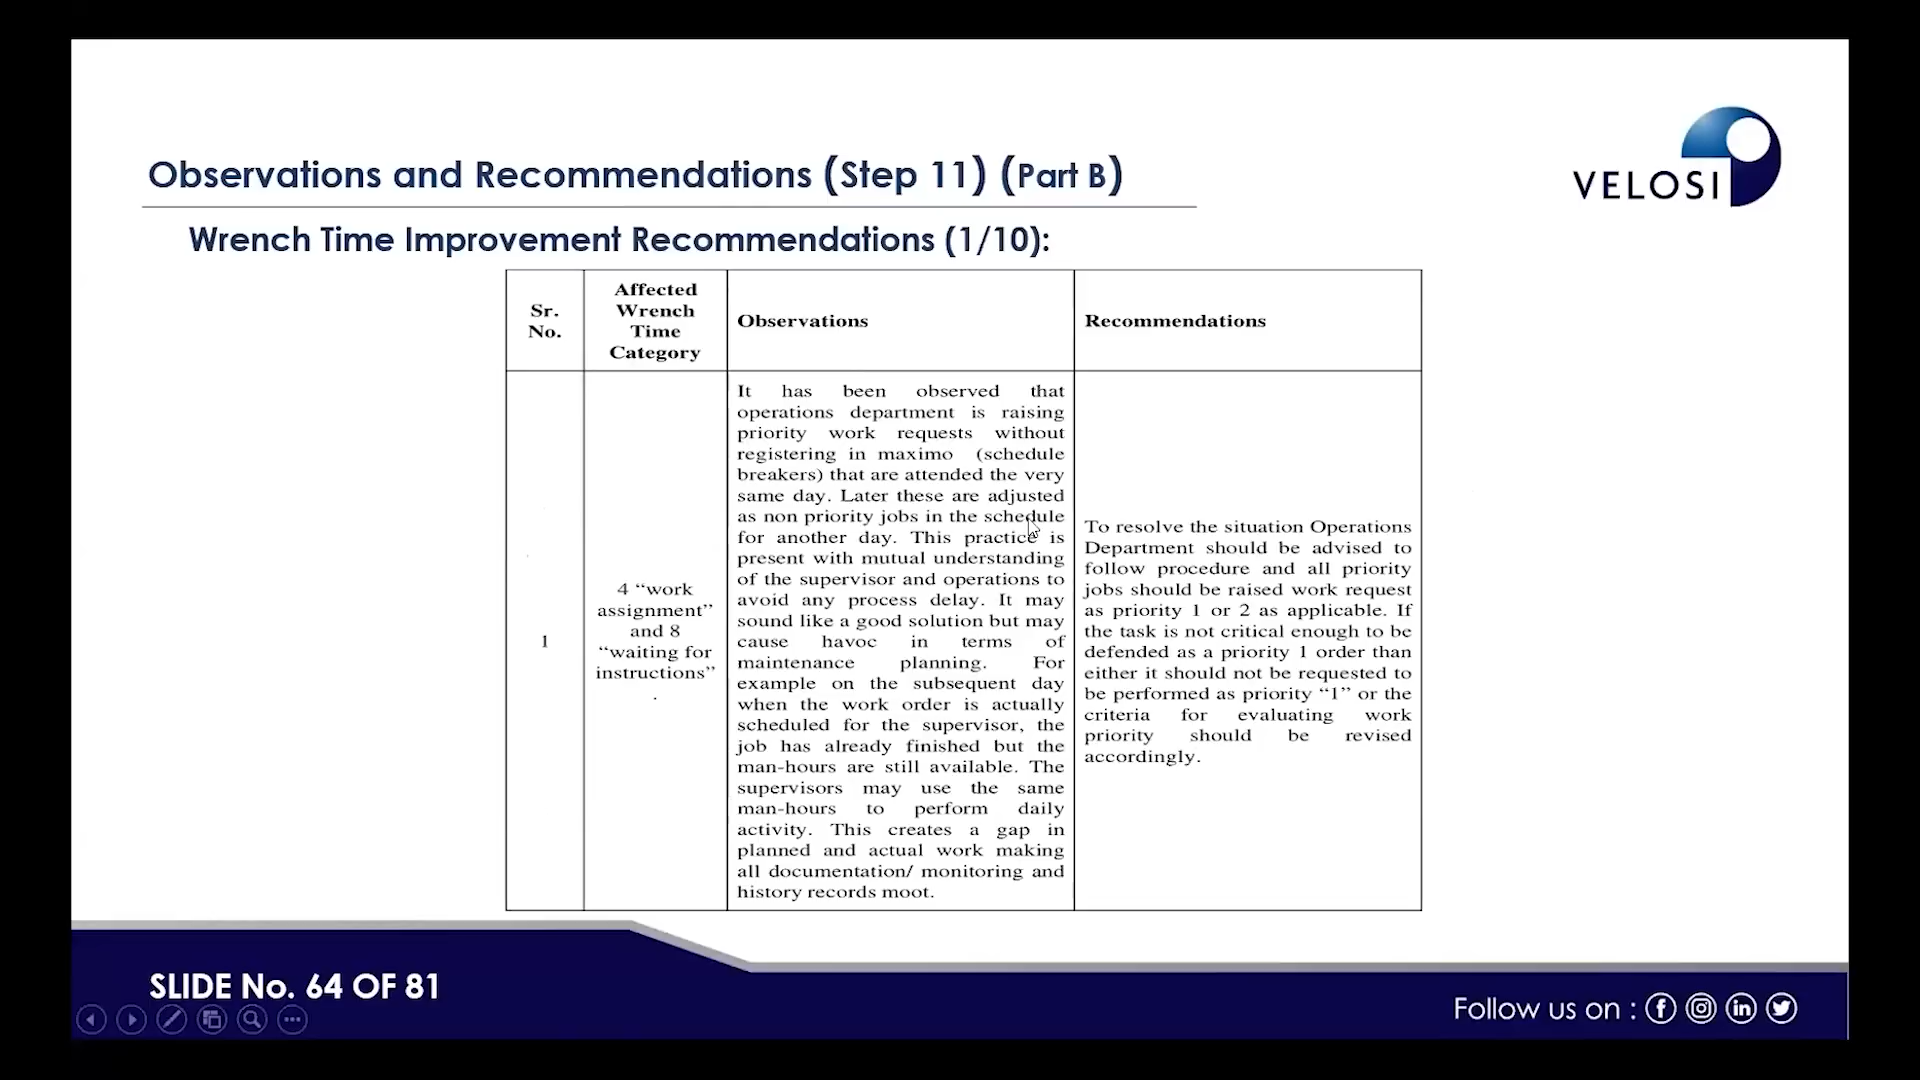 VELOSI
Observations and Recommendations (Step 11) (Part B)
Wrench Time Improvement Recommendations (1/10):
Sr.
No.
Affected
Wrench
Time
Category
Observations
Recommendations
1
4 “work
assignment”
and 8
“waiting for
instructions”
.
It has been observed that
operations department is raising
priority work requests without
registering in maximo (schedule
breakers) that are attended the very
same day. Later these are adjusted
as non priority jobs in the schedule
for another day. This practice is
present with mutual understanding
of the supervisor and operations to
avoid any process delay. It may
sound like a good solution but may
cause havoc in terms of
maintenance planning. For
example on the subsequent day
when the work order is actually
scheduled for the supervisor, the
job has already finished but the
man-hours are still available. The
supervisors may use the same
man-hours to perform daily
activity. This creates a gap in
planned and actual work making
all documentation/ monitoring and
history records moot.
To resolve the situation Operations
Department should be advised to
follow procedure and all priority
jobs should be raised work request
as priority 1 or 2 as applicable. If
the task is not critical enough to be
defended as a priority 1 order than
either it should not be requested to
be performed as priority “1” or the
criteria for evaluating work
priority should be revised
accordingly.
SLIDE No. 64 OF 81
Follow us on :